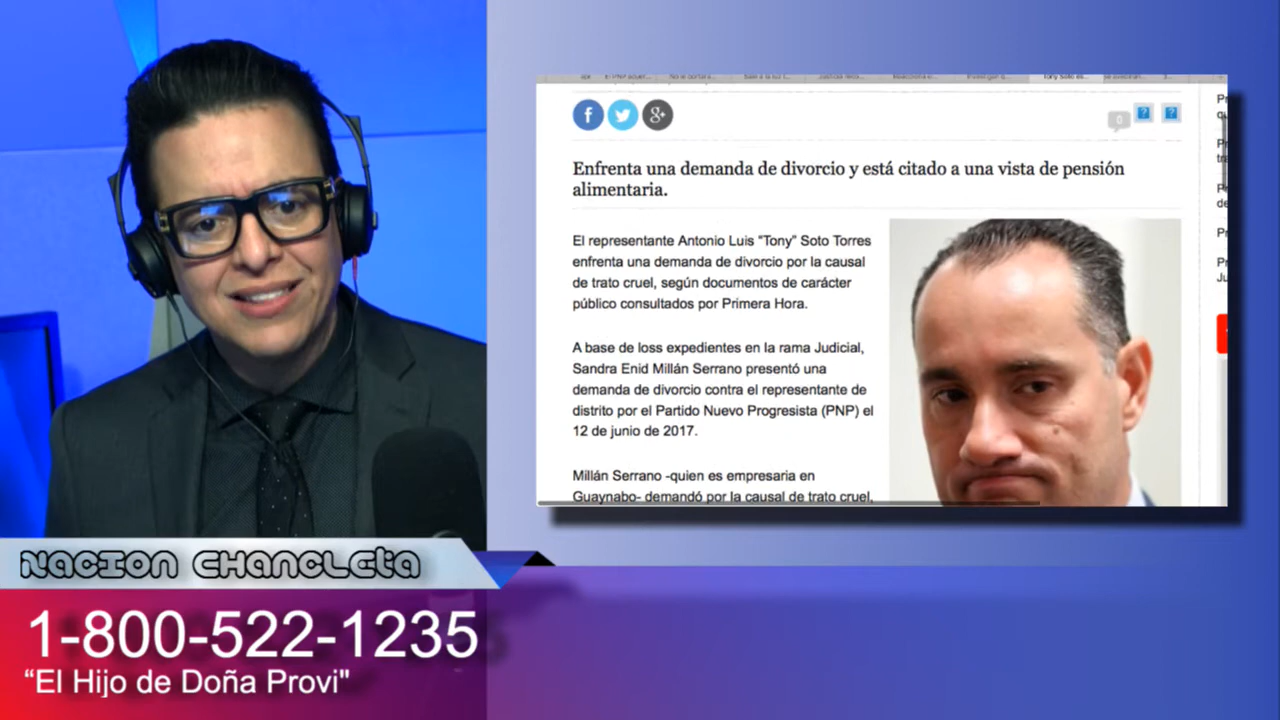 Tony Soto es...
f
g+
0
?
?
Enfrenta una demanda de divorcio y está citado a una vista de pensión
alimentaria.
El representante Antonio Luis “Tony” Soto Torres
enfrenta una demanda de divorcio por la causal
de trato cruel, según documentos de carácter
público consultados por Primera Hora.
A base de loss expedientes en la rama Judicial,
Sandra Enid Millán Serrano presentó una
demanda de divorcio contra el representante de
distrito por el Partido Nuevo Progresista (PNP) el
12 de junio de 2017.
Millán Serrano -quien es empresaria en
Guaynabo- demandó por la causal de trato cruel,
NACION CHANCLETA
1-800-522-1235
“El Hijo de Doña Provi"